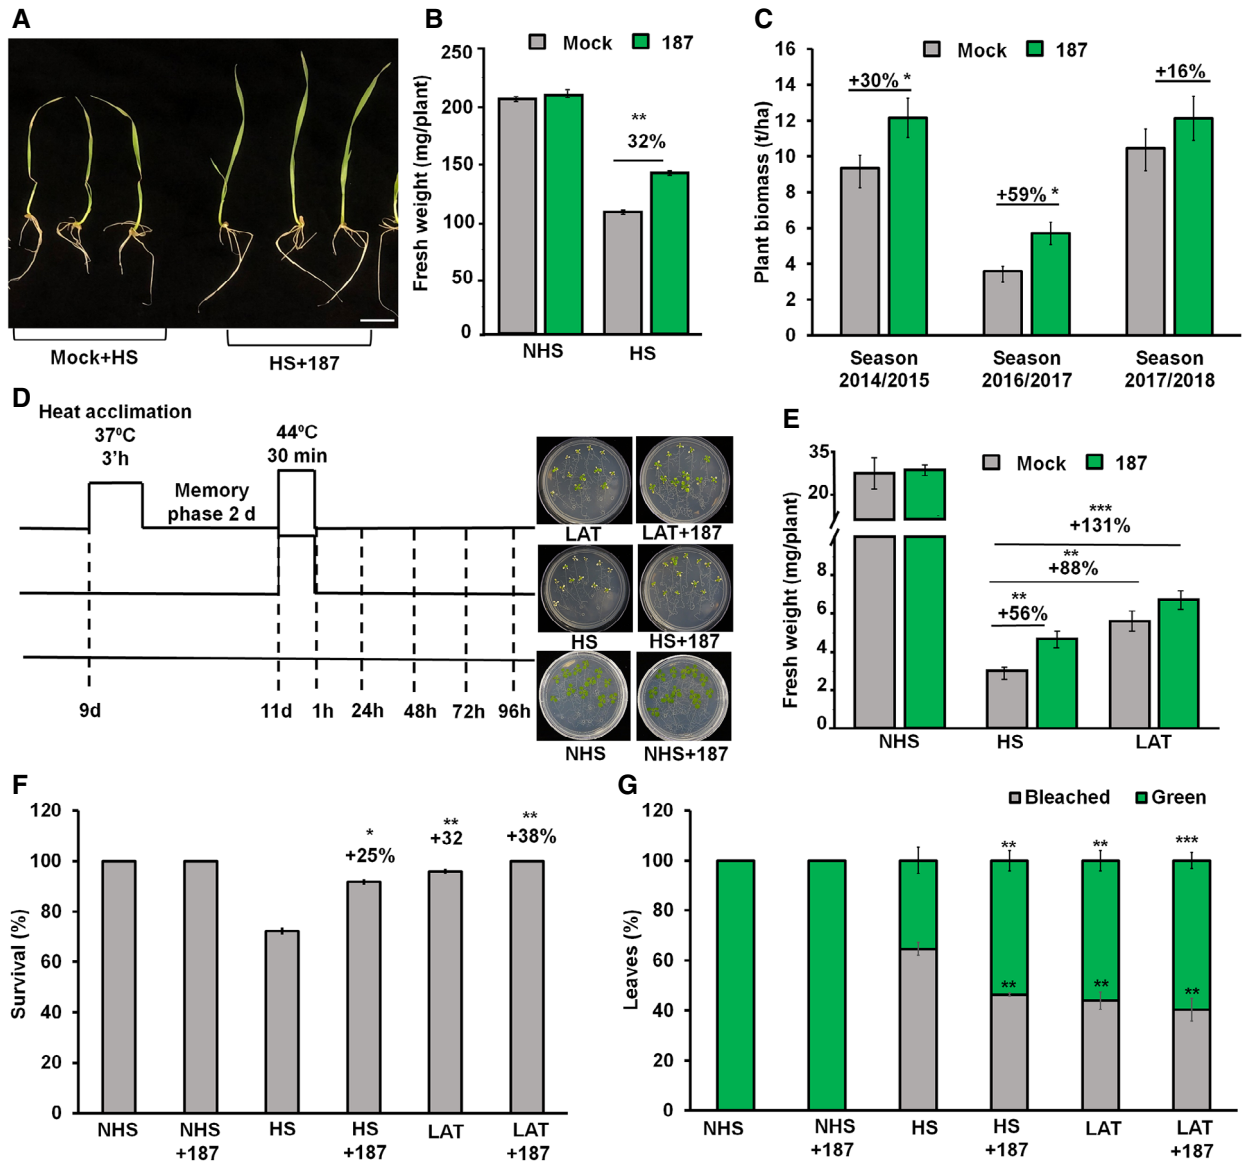 A
Mock+HS
HS+187
B
Mock
187
Fresh weight (mg/plant)
250
200
150
100
50
0
**
32%
NHS
HS
C
Mock
187
Plant biomass (t/ha)
16
14
12
10
8
6
4
2
0
+30% *
+59% *
+16%
Season
2014/2015
Season
2016/2017
Season
2017/2018
D
Heat acclimation
37ºC
3'h
44ºC
30 min
Memory
phase 2 d
9d
11d
1h
24h
48h
72h
96h
LAT
LAT+187
HS
HS+187
NHS
NHS+187
E
Mock
187
Fresh weight (mg/plant)
35
20
8
6
4
2
0
***
+131%
**
+88%
**
+56%
NHS
HS
LAT
F
Survival (%)
120
100
80
60
40
20
0
*
+25%
**
+32
**
+38%
NHS
NHS
+187
HS
HS
+187
LAT
LAT
+187
G
Bleached
Green
Leaves (%)
120
100
80
60
40
20
0
**
**
***
**
**
**
NHS
NHS
+187
HS
HS
+187
LAT
LAT
+187